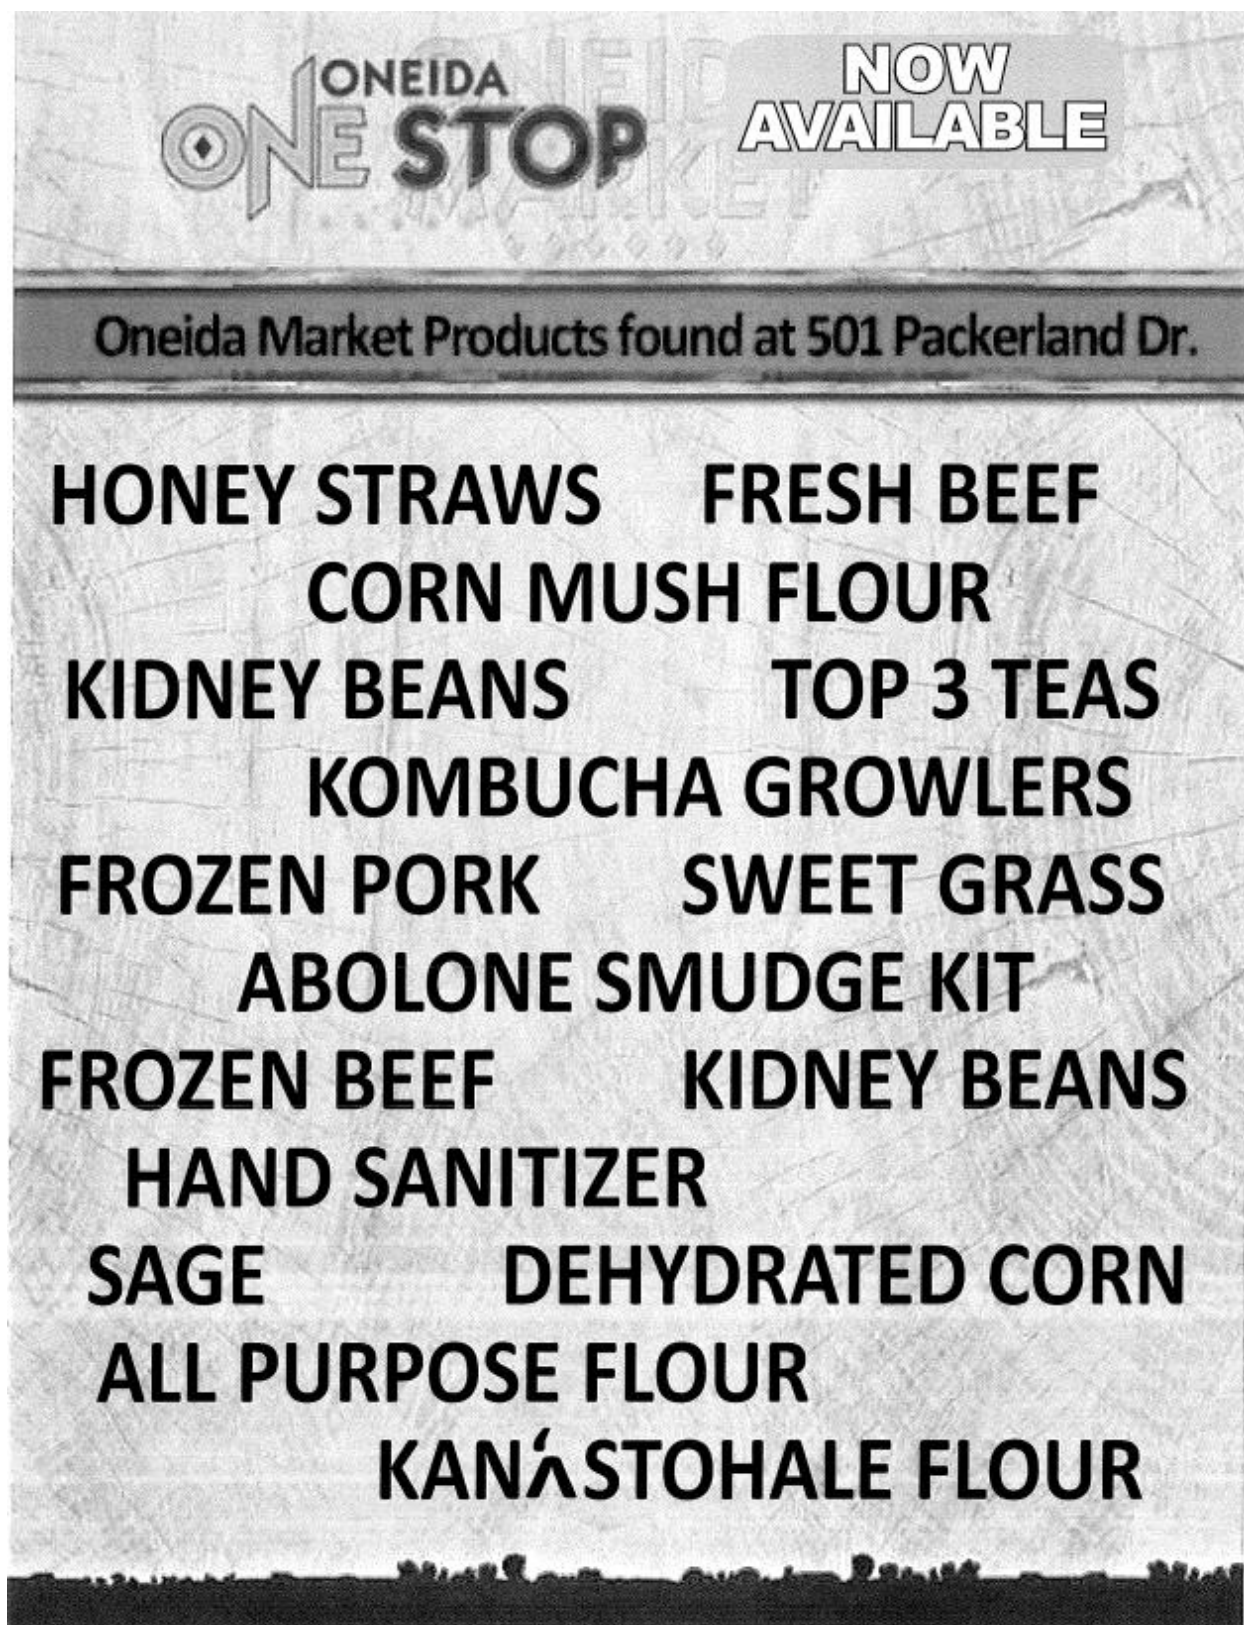 ONEIDA
ONE STOP
NOW
AVAILABLE
ONEIDA
MARKET
Oneida Market Products found at 501 Packerland Dr.
HONEY STRAWS FRESH BEEF
CORN MUSH FLOUR
KIDNEY BEANS TOP 3 TEAS
KOMBUCHA GROWLERS
FROZEN PORK SWEET GRASS
ABOLONE SMUDGE KIT
FROZEN BEEF KIDNEY BEANS
HAND SANITIZER
SAGE DEHYDRATED CORN
ALL PURPOSE FLOUR
KANɅ́STOHALE FLOUR